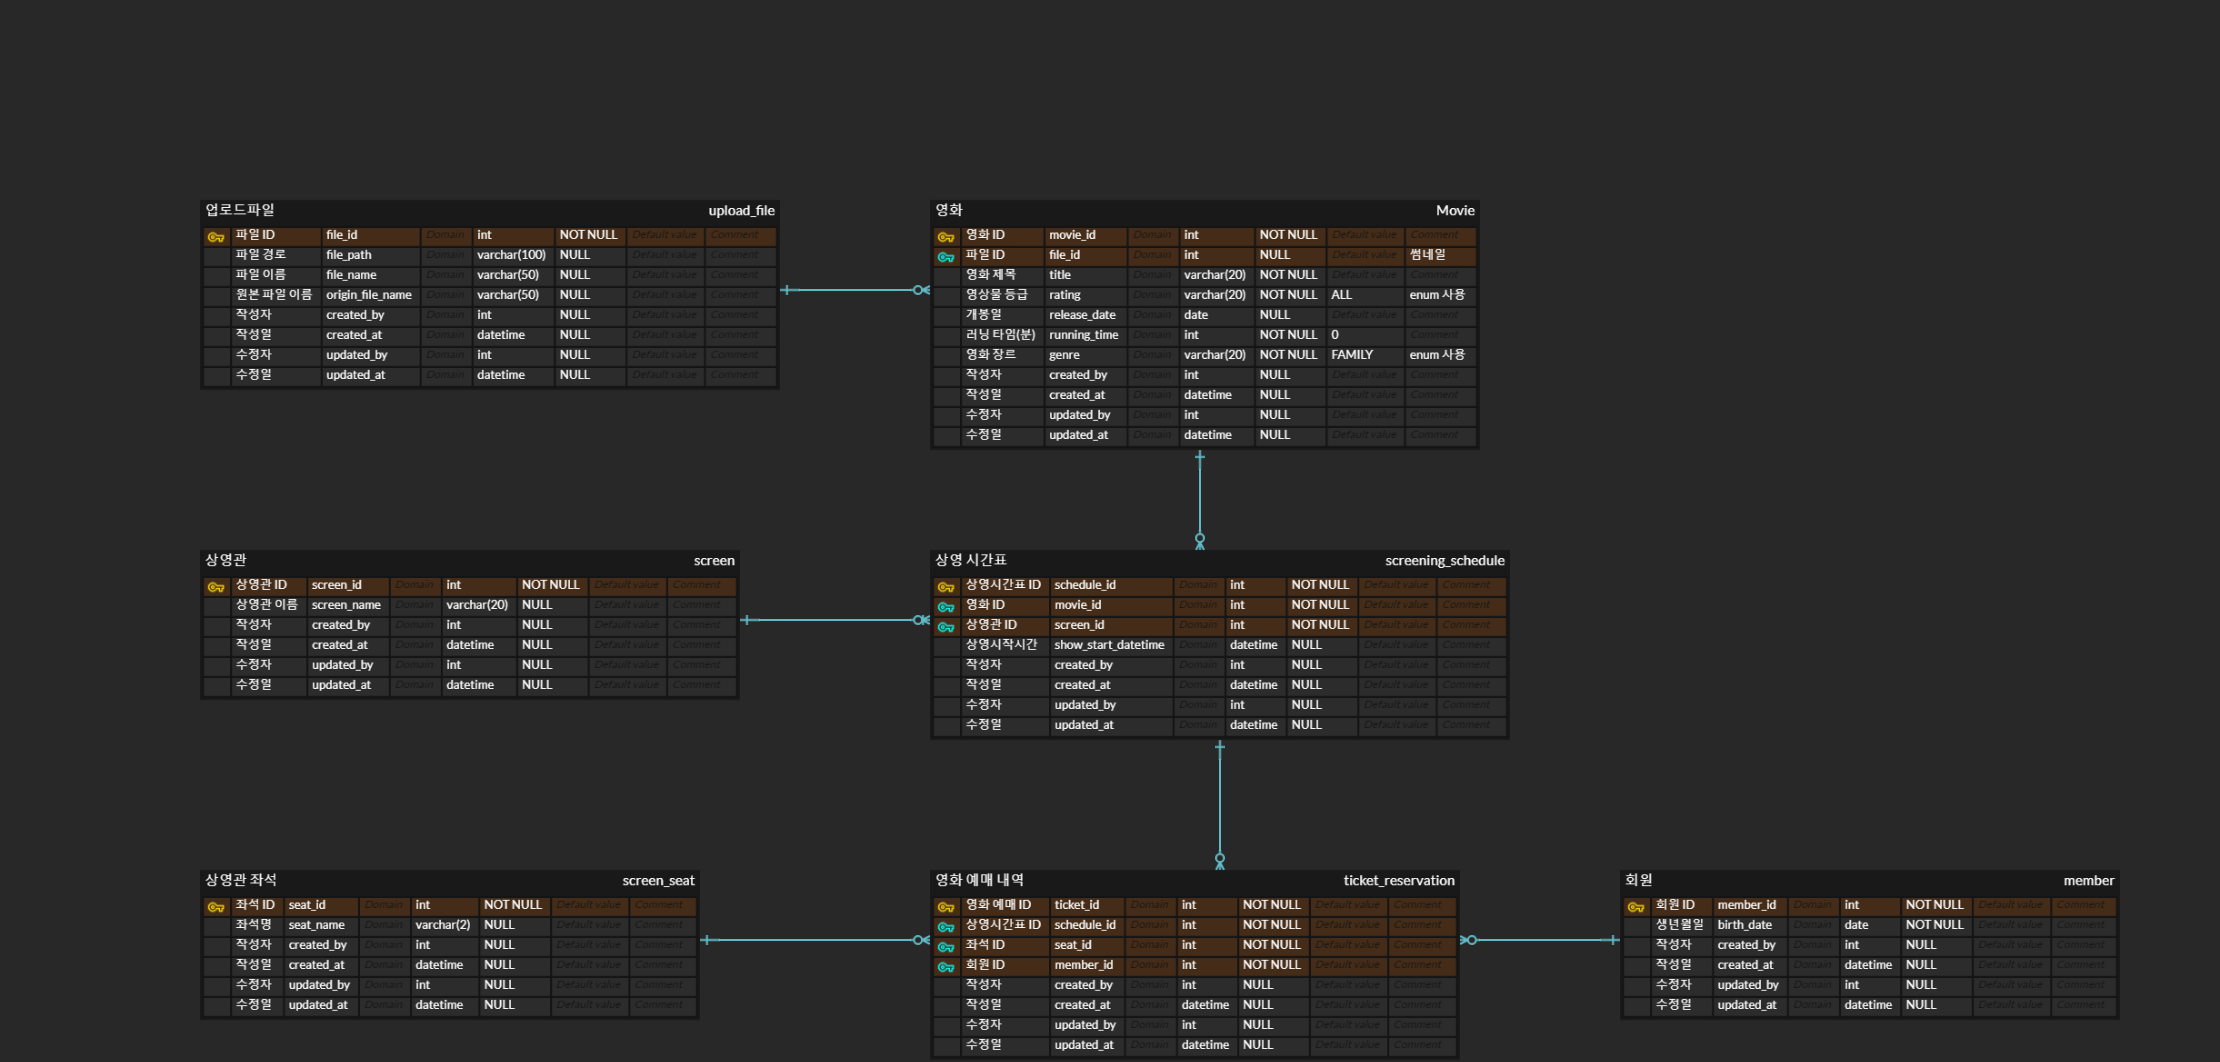 업로드파일 upload_file
파일 ID file_id Domain int NOT NULL Default value Comment
파일 경로 file_path Domain varchar(100) NULL Default value Comment
파일 이름 file_name Domain varchar(50) NULL Default value Comment
원본 파일 이름 origin_file_name Domain varchar(50) NULL Default value Comment
작성자 created_by Domain int NULL Default value Comment
작성일 created_at Domain datetime NULL Default value Comment
수정자 updated_by Domain int NULL Default value Comment
수정일 updated_at Domain datetime NULL Default value Comment
영화 Movie
영화 ID movie_id Domain int NOT NULL Default value Comment
파일 ID file_id Domain int NULL Default value 썸네일
영화 제목 title Domain varchar(20) NOT NULL Default value Comment
영상물 등급 rating Domain varchar(20) NOT NULL ALL enum 사용
개봉일 release_date Domain date NULL Default value Comment
러닝 타임(분) running_time Domain int NOT NULL 0 Comment
영화 장르 genre Domain varchar(20) NOT NULL FAMILY enum 사용
작성자 created_by Domain int NULL Default value Comment
작성일 created_at Domain datetime NULL Default value Comment
수정자 updated_by Domain int NULL Default value Comment
수정일 updated_at Domain datetime NULL Default value Comment
상영관 screen
상영관 ID screen_id Domain int NOT NULL Default value Comment
상영관 이름 screen_name Domain varchar(20) NULL Default value Comment
작성자 created_by Domain int NULL Default value Comment
작성일 created_at Domain datetime NULL Default value Comment
수정자 updated_by Domain int NULL Default value Comment
수정일 updated_at Domain datetime NULL Default value Comment
상영 시간표 screening_schedule
상영시간표 ID schedule_id Domain int NOT NULL Default value Comment
영화 ID movie_id Domain int NOT NULL Default value Comment
상영관 ID screen_id Domain int NOT NULL Default value Comment
상영시작시간 show_start_datetime Domain datetime NULL Default value Comment
작성자 created_by Domain int NULL Default value Comment
작성일 created_at Domain datetime NULL Default value Comment
수정자 updated_by Domain int NULL Default value Comment
수정일 updated_at Domain datetime NULL Default value Comment
상영관 좌석 screen_seat
좌석 ID seat_id Domain int NOT NULL Default value Comment
좌석명 seat_name Domain varchar(2) NULL Default value Comment
작성자 created_by Domain int NULL Default value Comment
작성일 created_at Domain datetime NULL Default value Comment
수정자 updated_by Domain int NULL Default value Comment
수정일 updated_at Domain datetime NULL Default value Comment
영화 예매 내역 ticket_reservation
영화 예매 ID ticket_id Domain int NOT NULL Default value Comment
상영시간표 ID schedule_id Domain int NOT NULL Default value Comment
좌석 ID seat_id Domain int NOT NULL Default value Comment
회원 ID member_id Domain int NOT NULL Default value Comment
작성자 created_by Domain int NULL Default value Comment
작성일 created_at Domain datetime NULL Default value Comment
수정자 updated_by Domain int NULL Default value Comment
수정일 updated_at Domain datetime NULL Default value Comment
회원 member
회원 ID member_id Domain int NOT NULL Default value Comment
생년월일 birth_date Domain date NOT NULL Default value Comment
작성자 created_by Domain int NULL Default value Comment
작성일 created_at Domain datetime NULL Default value Comment
수정자 updated_by Domain int NULL Default value Comment
수정일 updated_at Domain datetime NULL Default value Comment